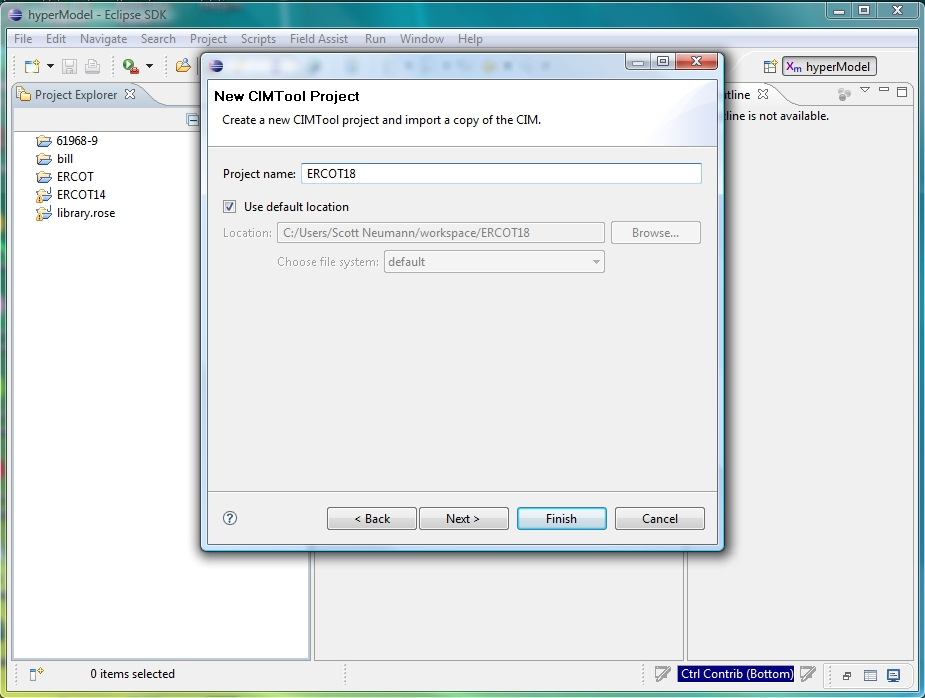 hyperModel - Eclipse SDK
File Edit Navigate Search Project Scripts Field Assist Run Window Help
Xm hyperModel
Project Explorer
tline
line is not available.
61968-9
bill
ERCOT
ERCOT14
library.rose
New CIMTool Project
Create a new CIMTool project and import a copy of the CIM.
Project name: ERCOT18
Use default location
Location: C:/Users/Scott Neumann/workspace/ERCOT18 Browse...
Choose file system: default
? < Back Next > Finish Cancel
0 items selected
Ctrl Contrib (Bottom)